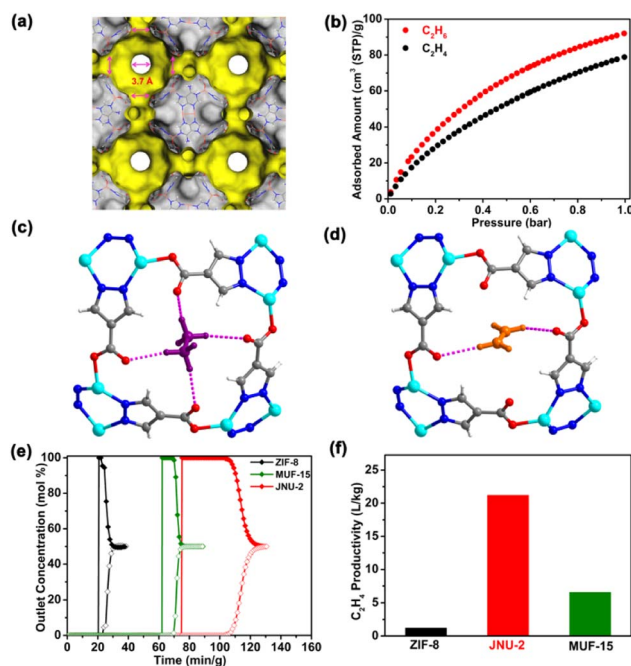 (a)
3.7 Å
(b)
Adsorbed Amount (cm³ (STP)/g)
100
80
60
40
20
0
C₂H₆
C₂H₄
0.0 0.2 0.4 0.6 0.8 1.0
Pressure (bar)
(c)
(d)
(e)
Outlet Concentration (mol %)
100
80
60
40
20
0
ZIF-8
MUF-15
JNU-2
0 20 40 60 80 100 120 140 160
Time (min/g)
(f)
C₂H₄ Productivity (L/kg)
25
20
15
10
5
0
ZIF-8 JNU-2 MUF-15